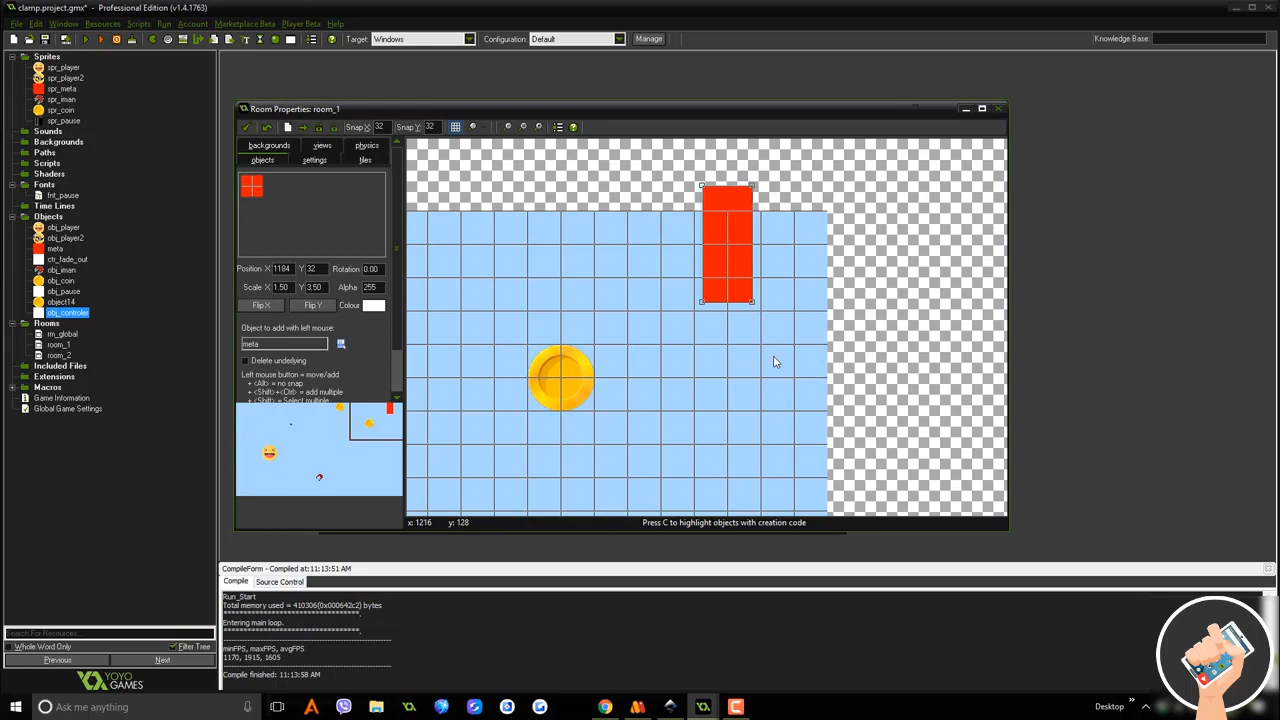 clamp.project.gmx* - Professional Edition (v1.4.1763)
File Edit Window Resources Scripts Run Account Marketplace Beta Player Beta Help
Target: Windows Configuration: Default Manage Knowledge Base:
Sprites
spr_player
spr_player2
spr_meta
spr_iman
spr_coin
spr_pause
Sounds
Backgrounds
Paths
Scripts
Shaders
Fonts
fnt_pause
Time Lines
Objects
obj_player
obj_player2
meta
ctr_fade_out
obj_iman
obj_coin
obj_pause
object14
obj_controler
Rooms
rm_global
room_1
room_2
Included Files
Extensions
Macros
Game Information
Global Game Settings
Search For Resources...
Whole Word Only Filter Tree
Previous Next
YOYO
GAMES
Room Properties: room_1
Snap X: 32 Snap Y: 32
backgrounds views physics
objects settings tiles
Position X 1184 Y 32 Rotation 0.00
Scale X 1.50 Y 3.50 Alpha 255
Flip X Flip Y Colour
Object to add with left mouse:
meta
Delete underlying
Left mouse button = move/add
+ <Alt> = no snap
+ <Shift>+<Ctrl> = add multiple
+ <Shift> = Select multiple
x: 1216 y: 128 Press C to highlight objects with creation code
CompileForm - Compiled at: 11:13:51 AM
Compile Source Control
Run_Start
Total memory used = 410306(0x000642c2) bytes
Entering main loop.
minFPS, maxFPS, avgFPS
1170, 1915, 1605
Compile finished: 11:13:58 AM
Ask me anything
Desktop